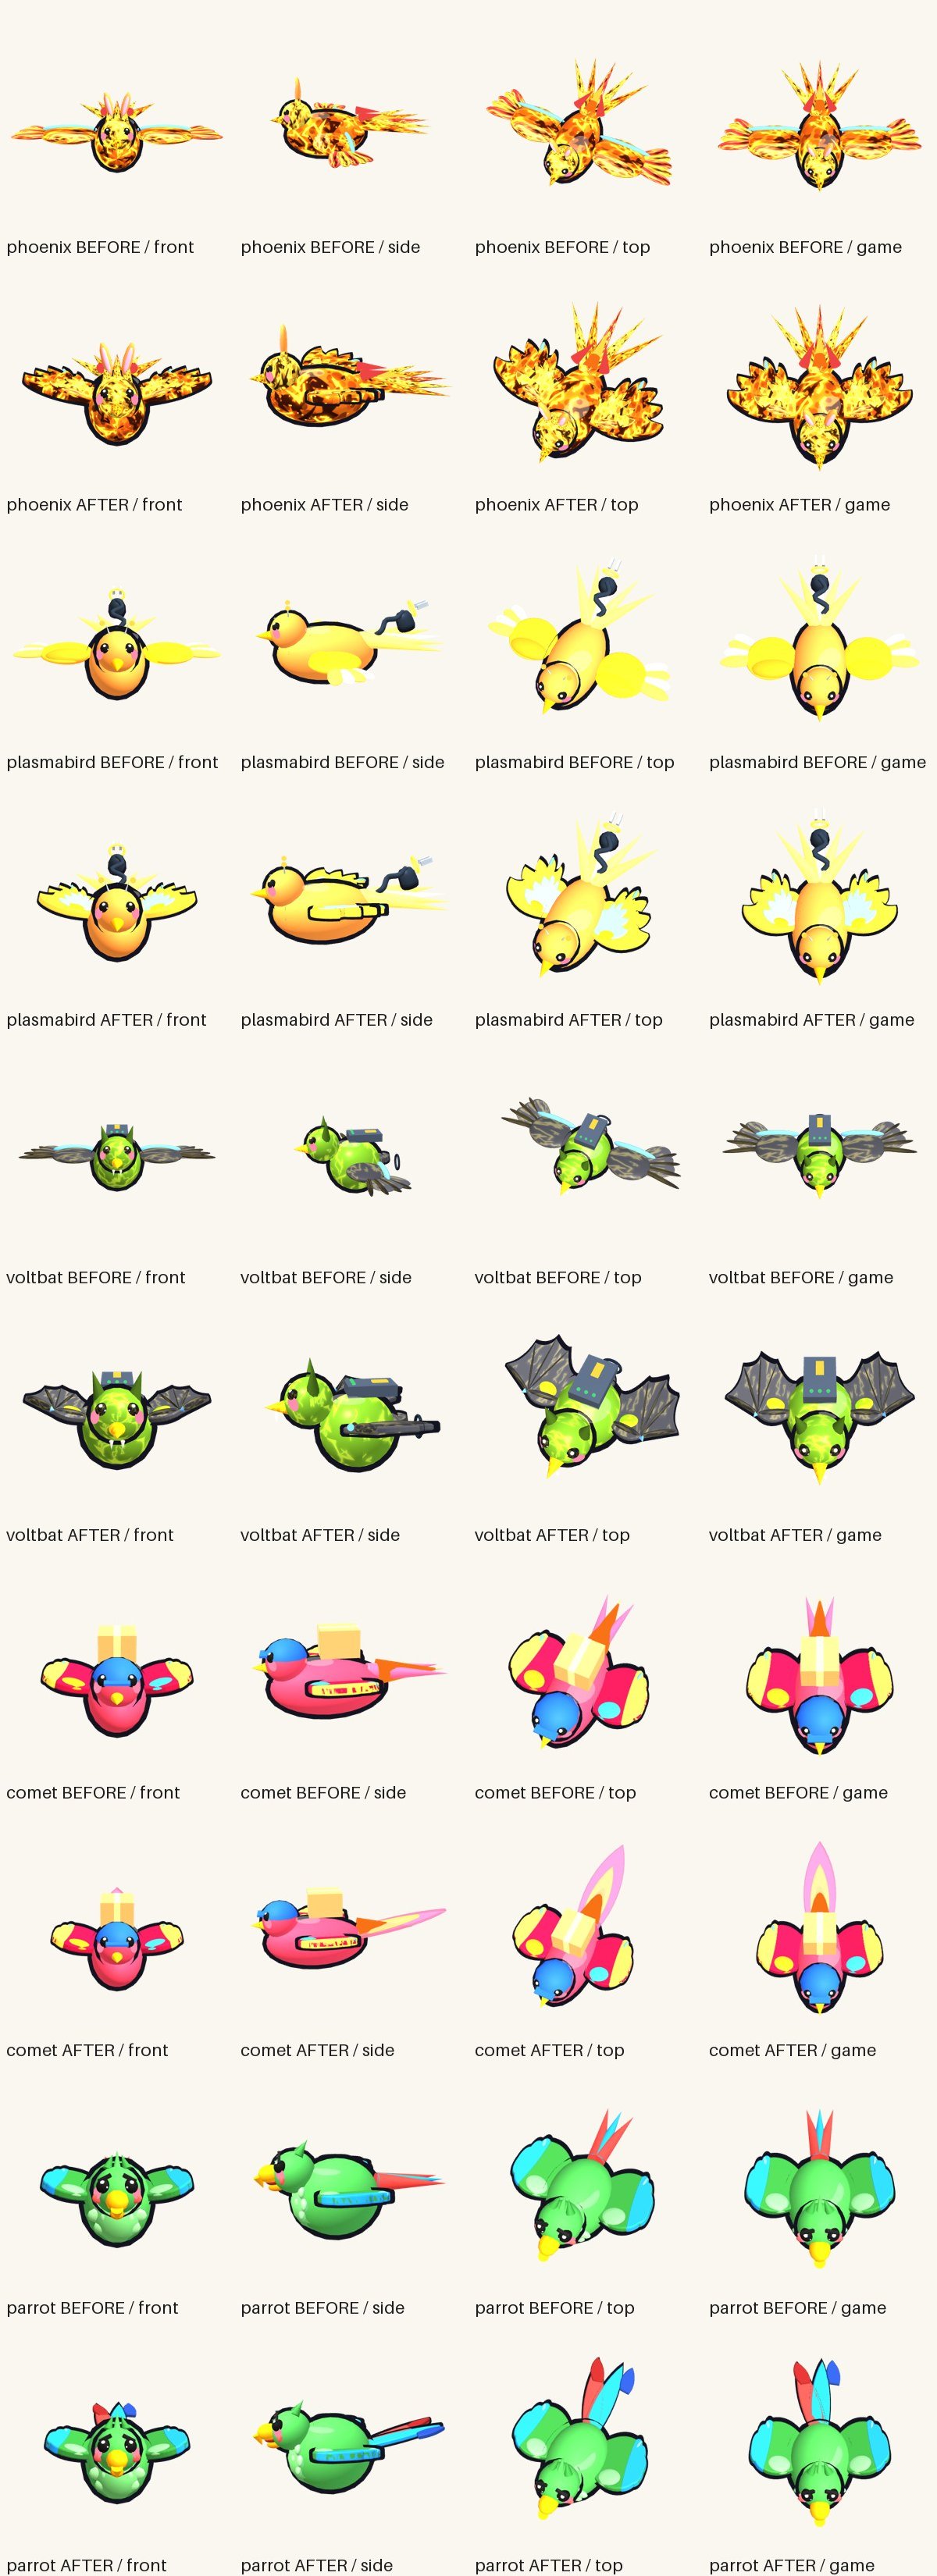 phoenix BEFORE / front phoenix BEFORE / side phoenix BEFORE / top phoenix BEFORE / game
phoenix AFTER / front phoenix AFTER / side phoenix AFTER / top phoenix AFTER / game
plasmabird BEFORE / front plasmabird BEFORE / side plasmabird BEFORE / top plasmabird BEFORE / game
plasmabird AFTER / front plasmabird AFTER / side plasmabird AFTER / top plasmabird AFTER / game
voltbat BEFORE / front voltbat BEFORE / side voltbat BEFORE / top voltbat BEFORE / game
voltbat AFTER / front voltbat AFTER / side voltbat AFTER / top voltbat AFTER / game
comet BEFORE / front comet BEFORE / side comet BEFORE / top comet BEFORE / game
comet AFTER / front comet AFTER / side comet AFTER / top comet AFTER / game
parrot BEFORE / front parrot BEFORE / side parrot BEFORE / top parrot BEFORE / game
parrot AFTER / front parrot AFTER / side parrot AFTER / top parrot AFTER / game